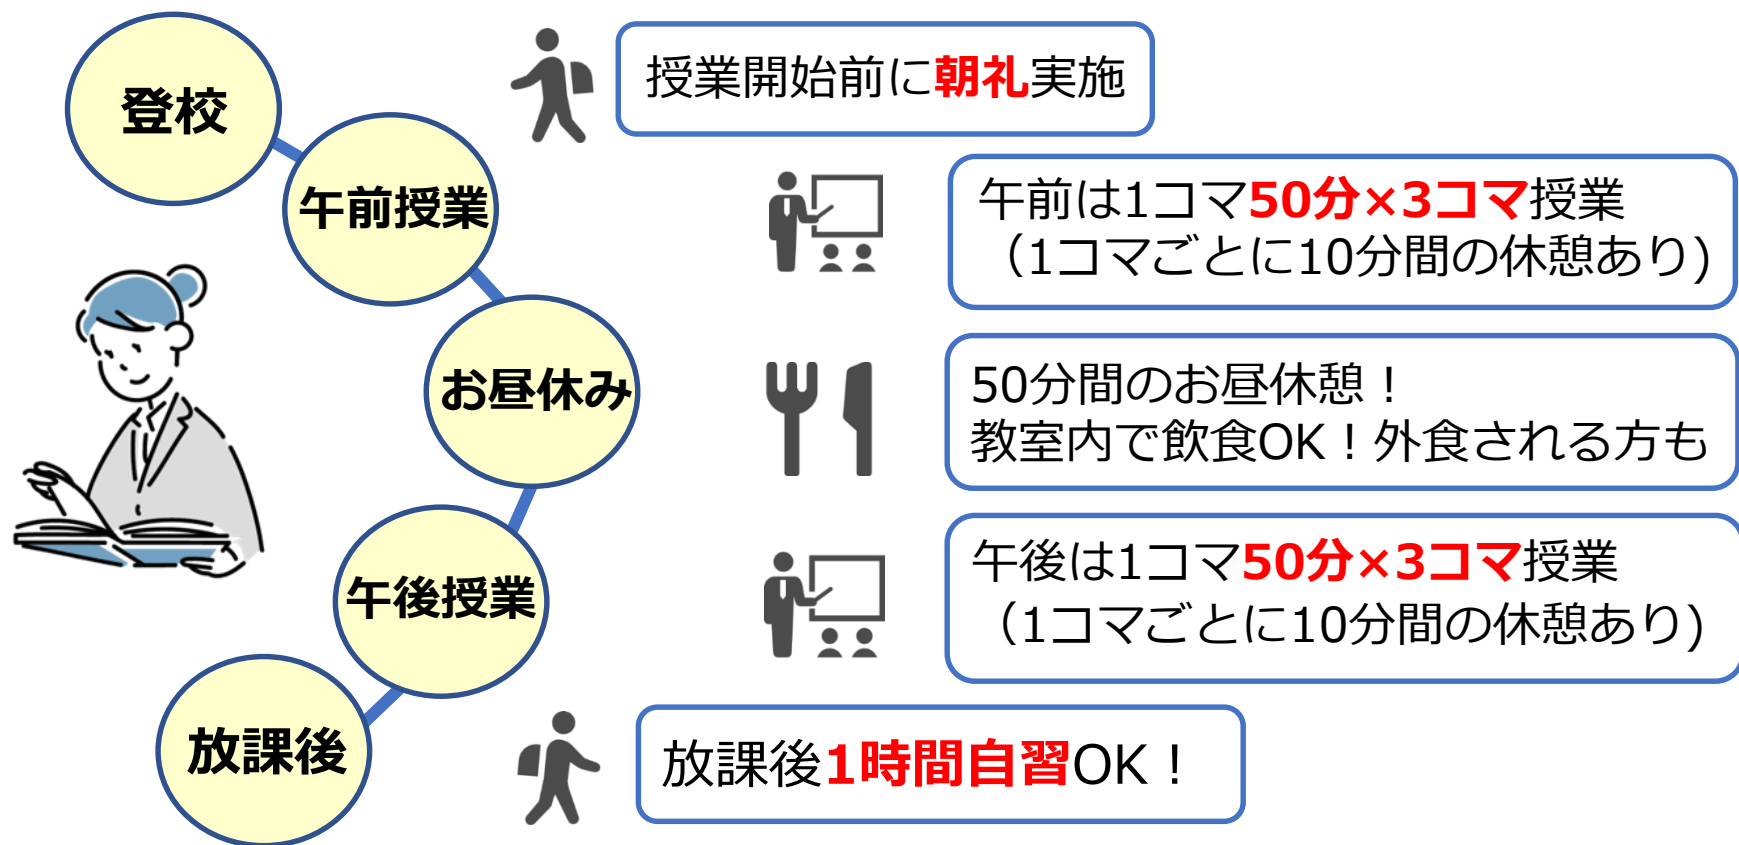 登校
授業開始前に朝礼実施
午前授業
午前は1コマ50分×3コマ授業
（1コマごとに10分間の休憩あり)
お昼休み
50分間のお昼休憩！
教室内で飲食OK！外食される方も
午後授業
午後は1コマ50分×3コマ授業
（1コマごとに10分間の休憩あり)
放課後
放課後1時間自習OK！